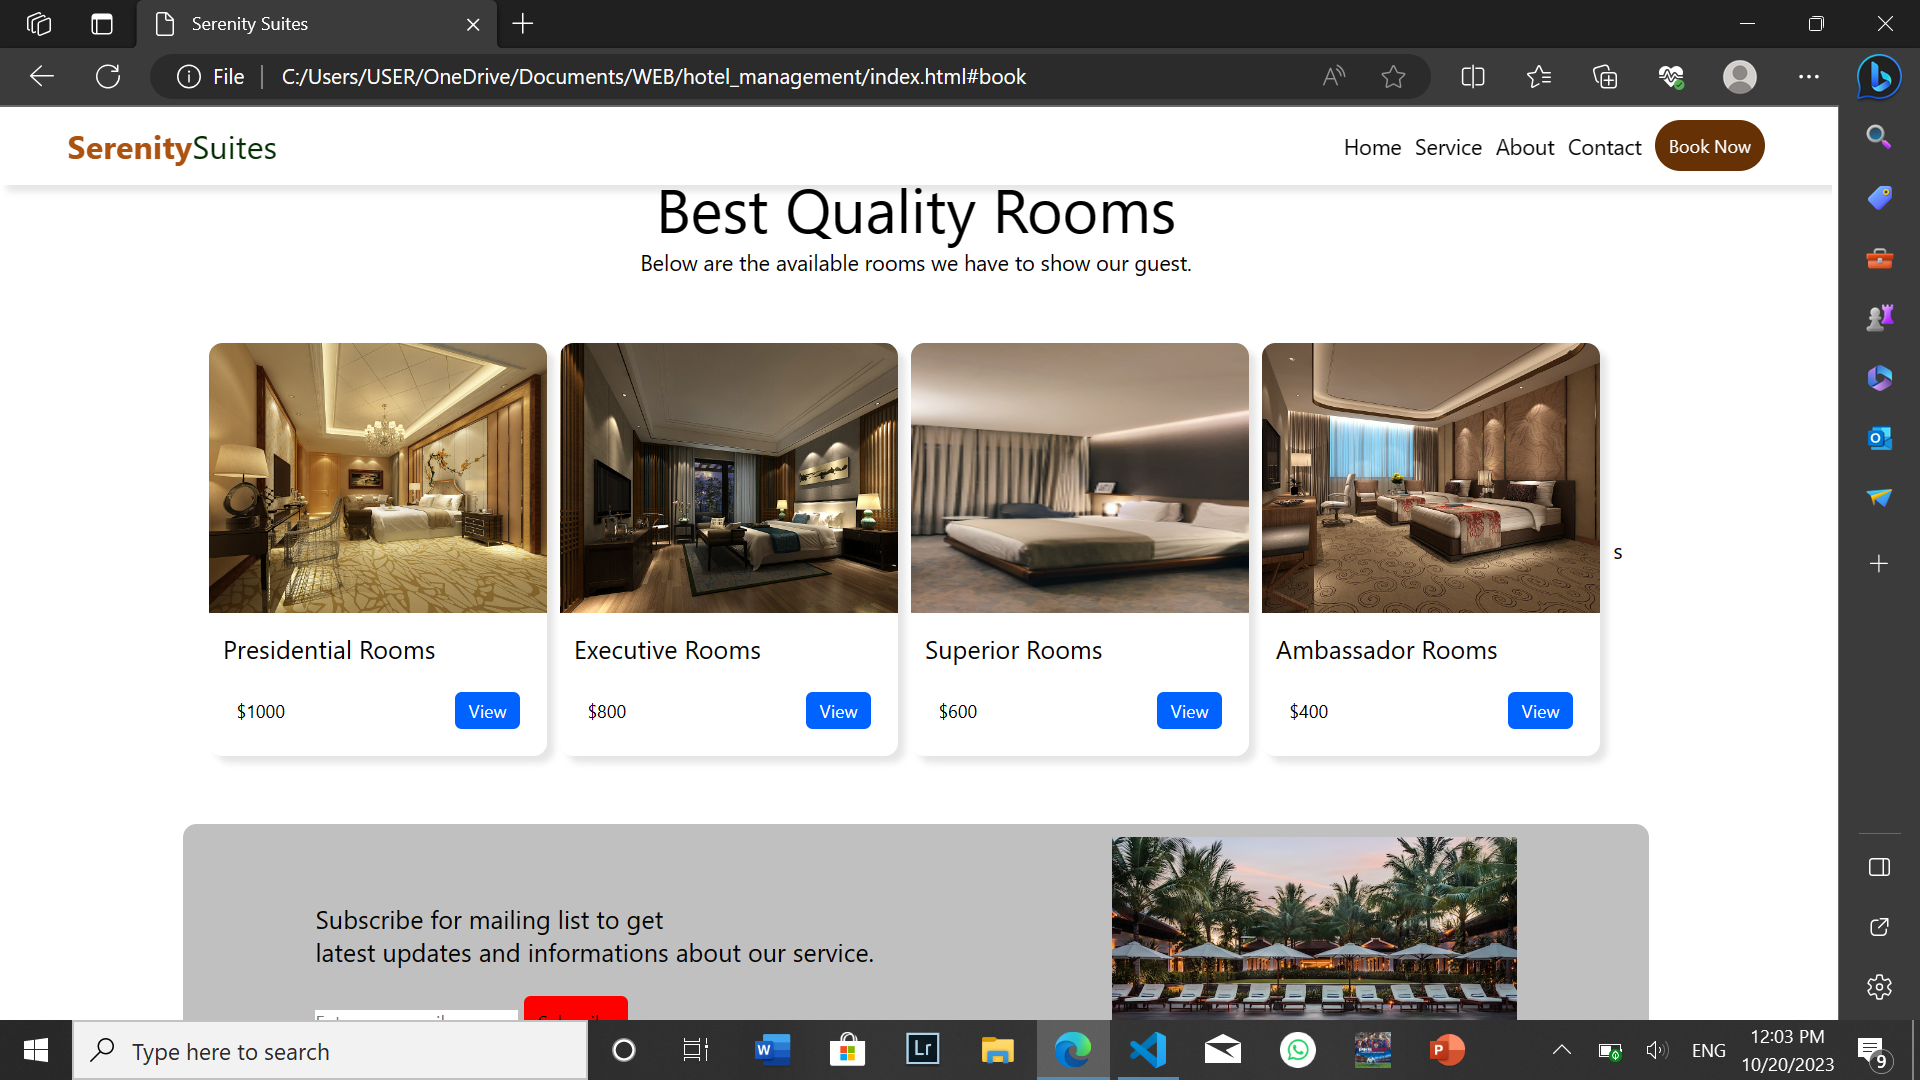 Serenity Suites
File
C:/Users/USER/OneDrive/Documents/WEB/hotel_management/index.html#book
SerenitySuites
Home Service About Contact Book Now
Best Quality Rooms
Below are the available rooms we have to show our guest.
s
Presidential Rooms
$1000 View
Executive Rooms
$800 View
Superior Rooms
$600 View
Ambassador Rooms
$400 View
Subscribe for mailing list to get
latest updates and informations about our service.
Type here to search
ENG
12:03 PM
10/20/2023
9